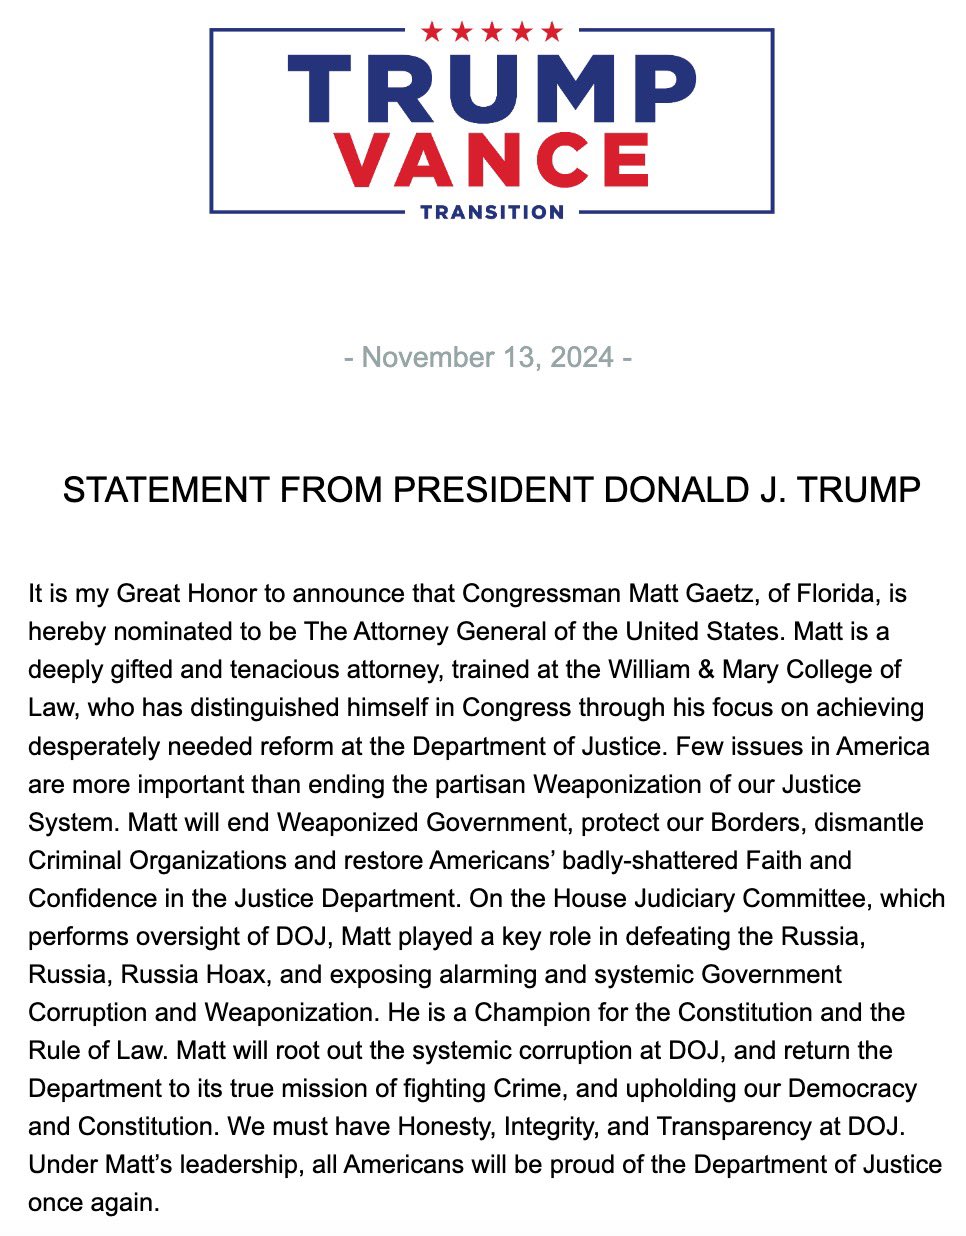 TRUMP
VANCE
TRANSITION
- November 13, 2024 -
STATEMENT FROM PRESIDENT DONALD J. TRUMP
It is my Great Honor to announce that Congressman Matt Gaetz, of Florida, is
hereby nominated to be The Attorney General of the United States. Matt is a
deeply gifted and tenacious attorney, trained at the William & Mary College of
Law, who has distinguished himself in Congress through his focus on achieving
desperately needed reform at the Department of Justice. Few issues in America
are more important than ending the partisan Weaponization of our Justice
System. Matt will end Weaponized Government, protect our Borders, dismantle
Criminal Organizations and restore Americans’ badly-shattered Faith and
Confidence in the Justice Department. On the House Judiciary Committee, which
performs oversight of DOJ, Matt played a key role in defeating the Russia,
Russia, Russia Hoax, and exposing alarming and systemic Government
Corruption and Weaponization. He is a Champion for the Constitution and the
Rule of Law. Matt will root out the systemic corruption at DOJ, and return the
Department to its true mission of fighting Crime, and upholding our Democracy
and Constitution. We must have Honesty, Integrity, and Transparency at DOJ.
Under Matt’s leadership, all Americans will be proud of the Department of Justice
once again.